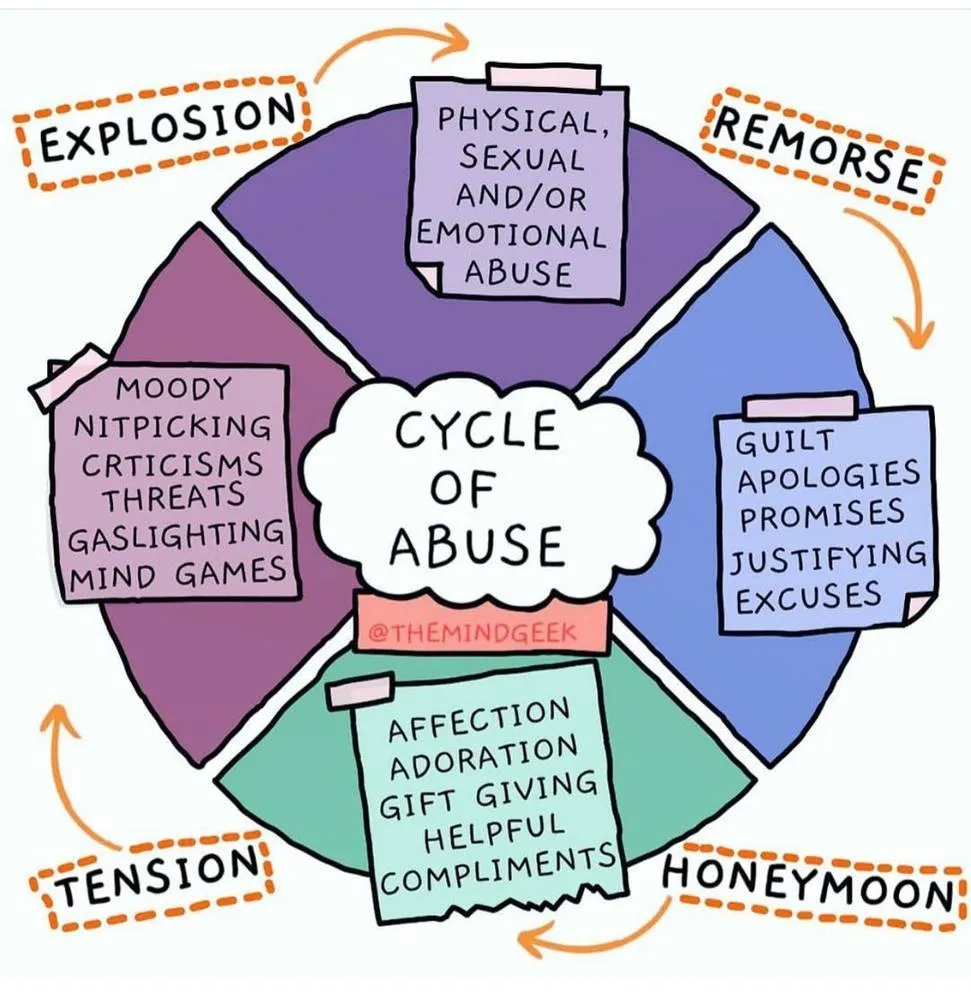 EXPLOSION
PHYSICAL,
SEXUAL
AND/OR
EMOTIONAL
ABUSE
REMORSE
GUILT
APOLOGIES
PROMISES
JUSTIFYING
EXCUSES
HONEYMOON
AFFECTION
ADORATION
GIFT GIVING
HELPFUL
COMPLIMENTS
TENSION
MOODY
NITPICKING
CRTICISMS
THREATS
GASLIGHTING
MIND GAMES
CYCLE
OF
ABUSE
@THEMINDGEEK